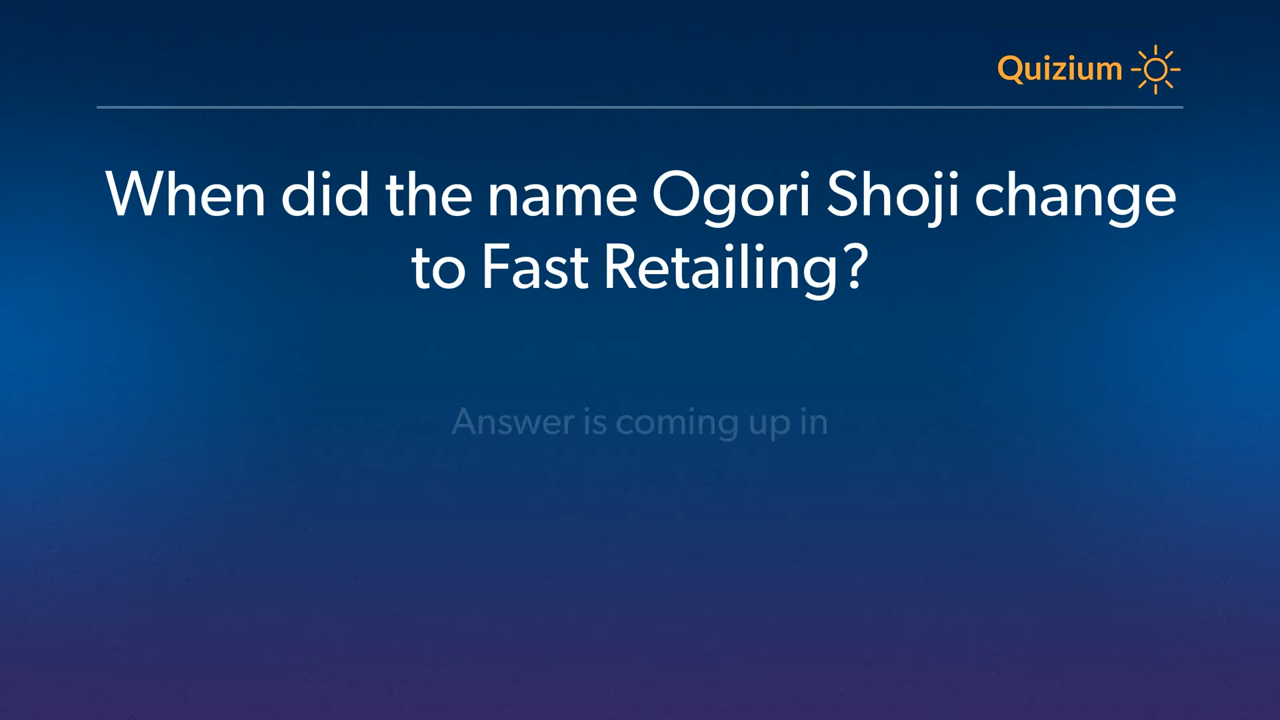 Quizium
When did the name Ogori Shoji change
to Fast Retailing?
Answer is coming up in